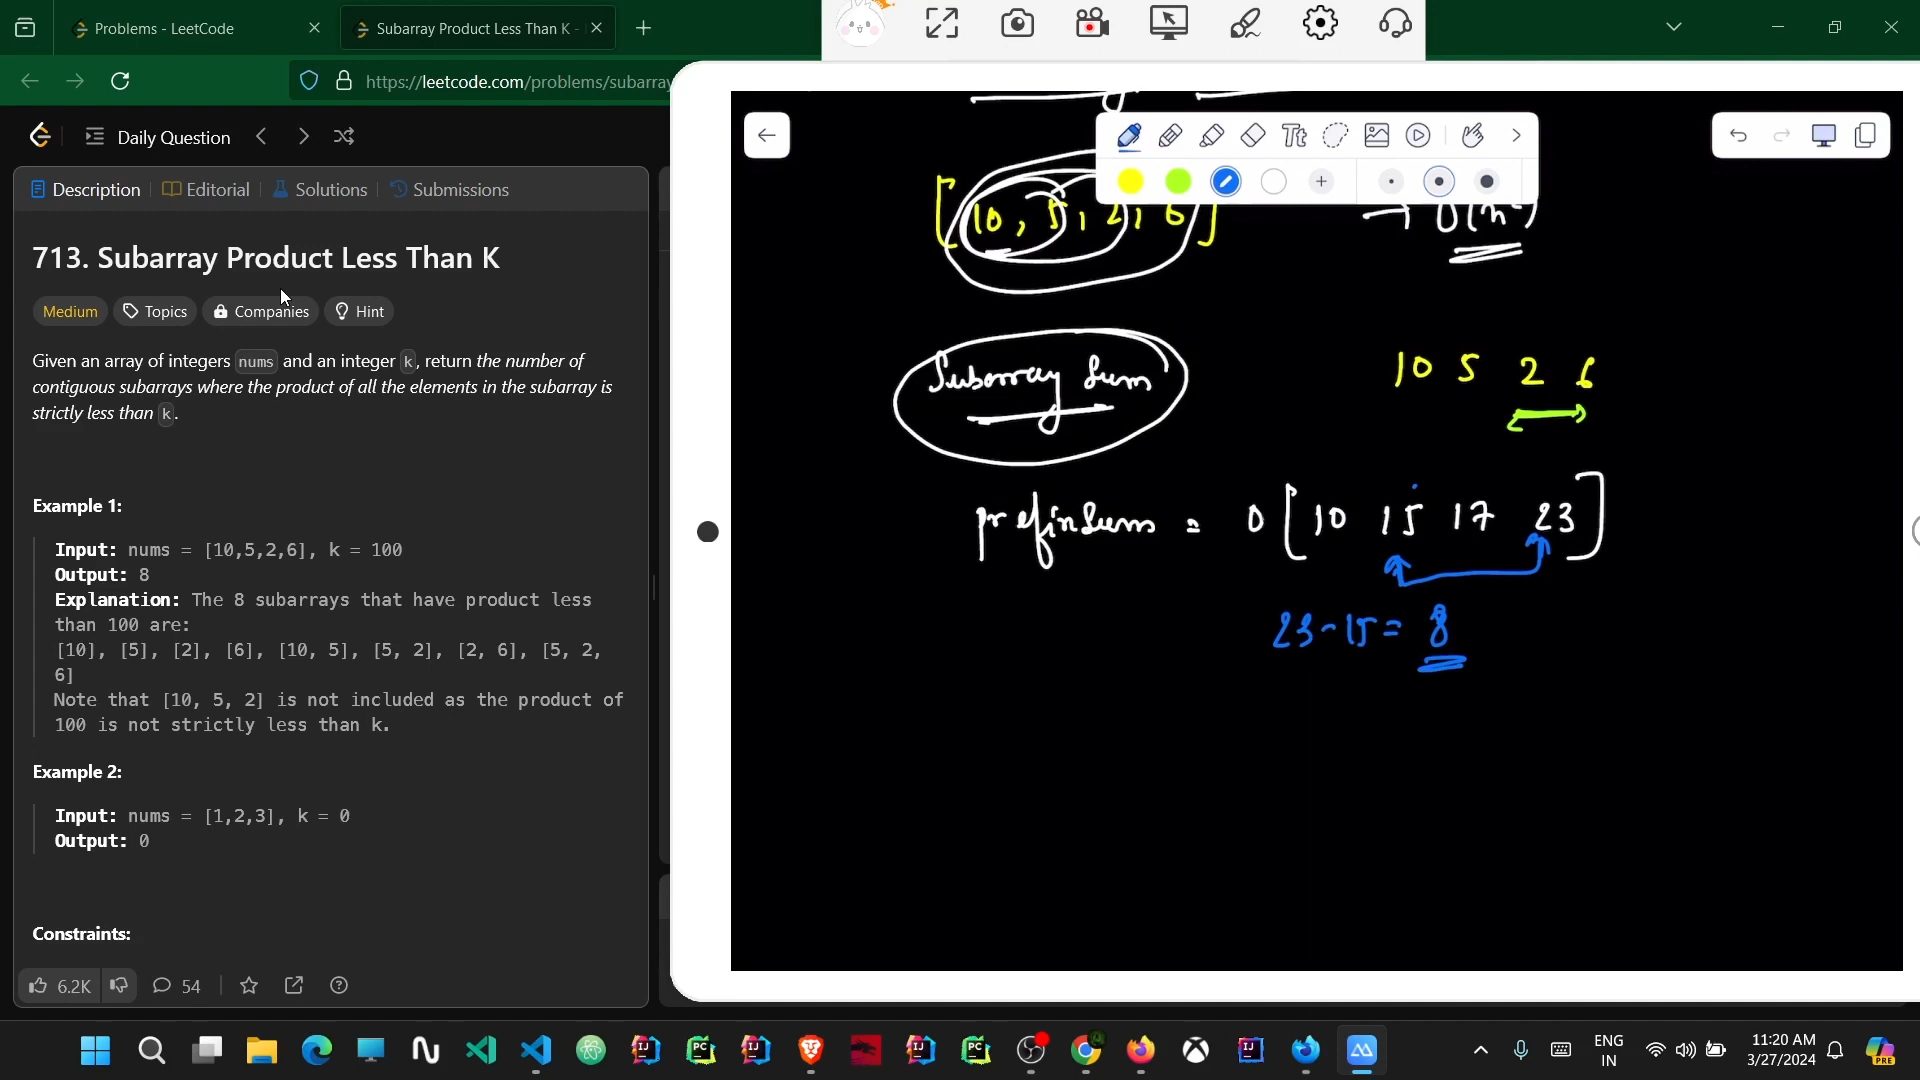 Problems - LeetCode
Subarray Product Less Than K -
https://leetcode.com/problems/subarray
Daily Question
Description
Editorial
Solutions
Submissions
713. Subarray Product Less Than K
Medium
Topics
Companies
Hint
Given an array of integers nums and an integer k, return the number of
contiguous subarrays where the product of all the elements in the subarray is
strictly less than k.
Example 1:
Input: nums = [10,5,2,6], k = 100
Output: 8
Explanation: The 8 subarrays that have product less
than 100 are:
[10], [5], [2], [6], [10, 5], [5, 2], [2, 6], [5, 2,
6]
Note that [10, 5, 2] is not included as the product of
100 is not strictly less than k.
Example 2:
Input: nums = [1,2,3], k = 0
Output: 0
Constraints:
6.2K
54
Tt
[10, 5, 2, 6]
Subarray Sum
10 5 2 6
prefixSum = 0 [10 15 17 23]
23-15= 8
ENG
IN
11:20 AM
3/27/2024